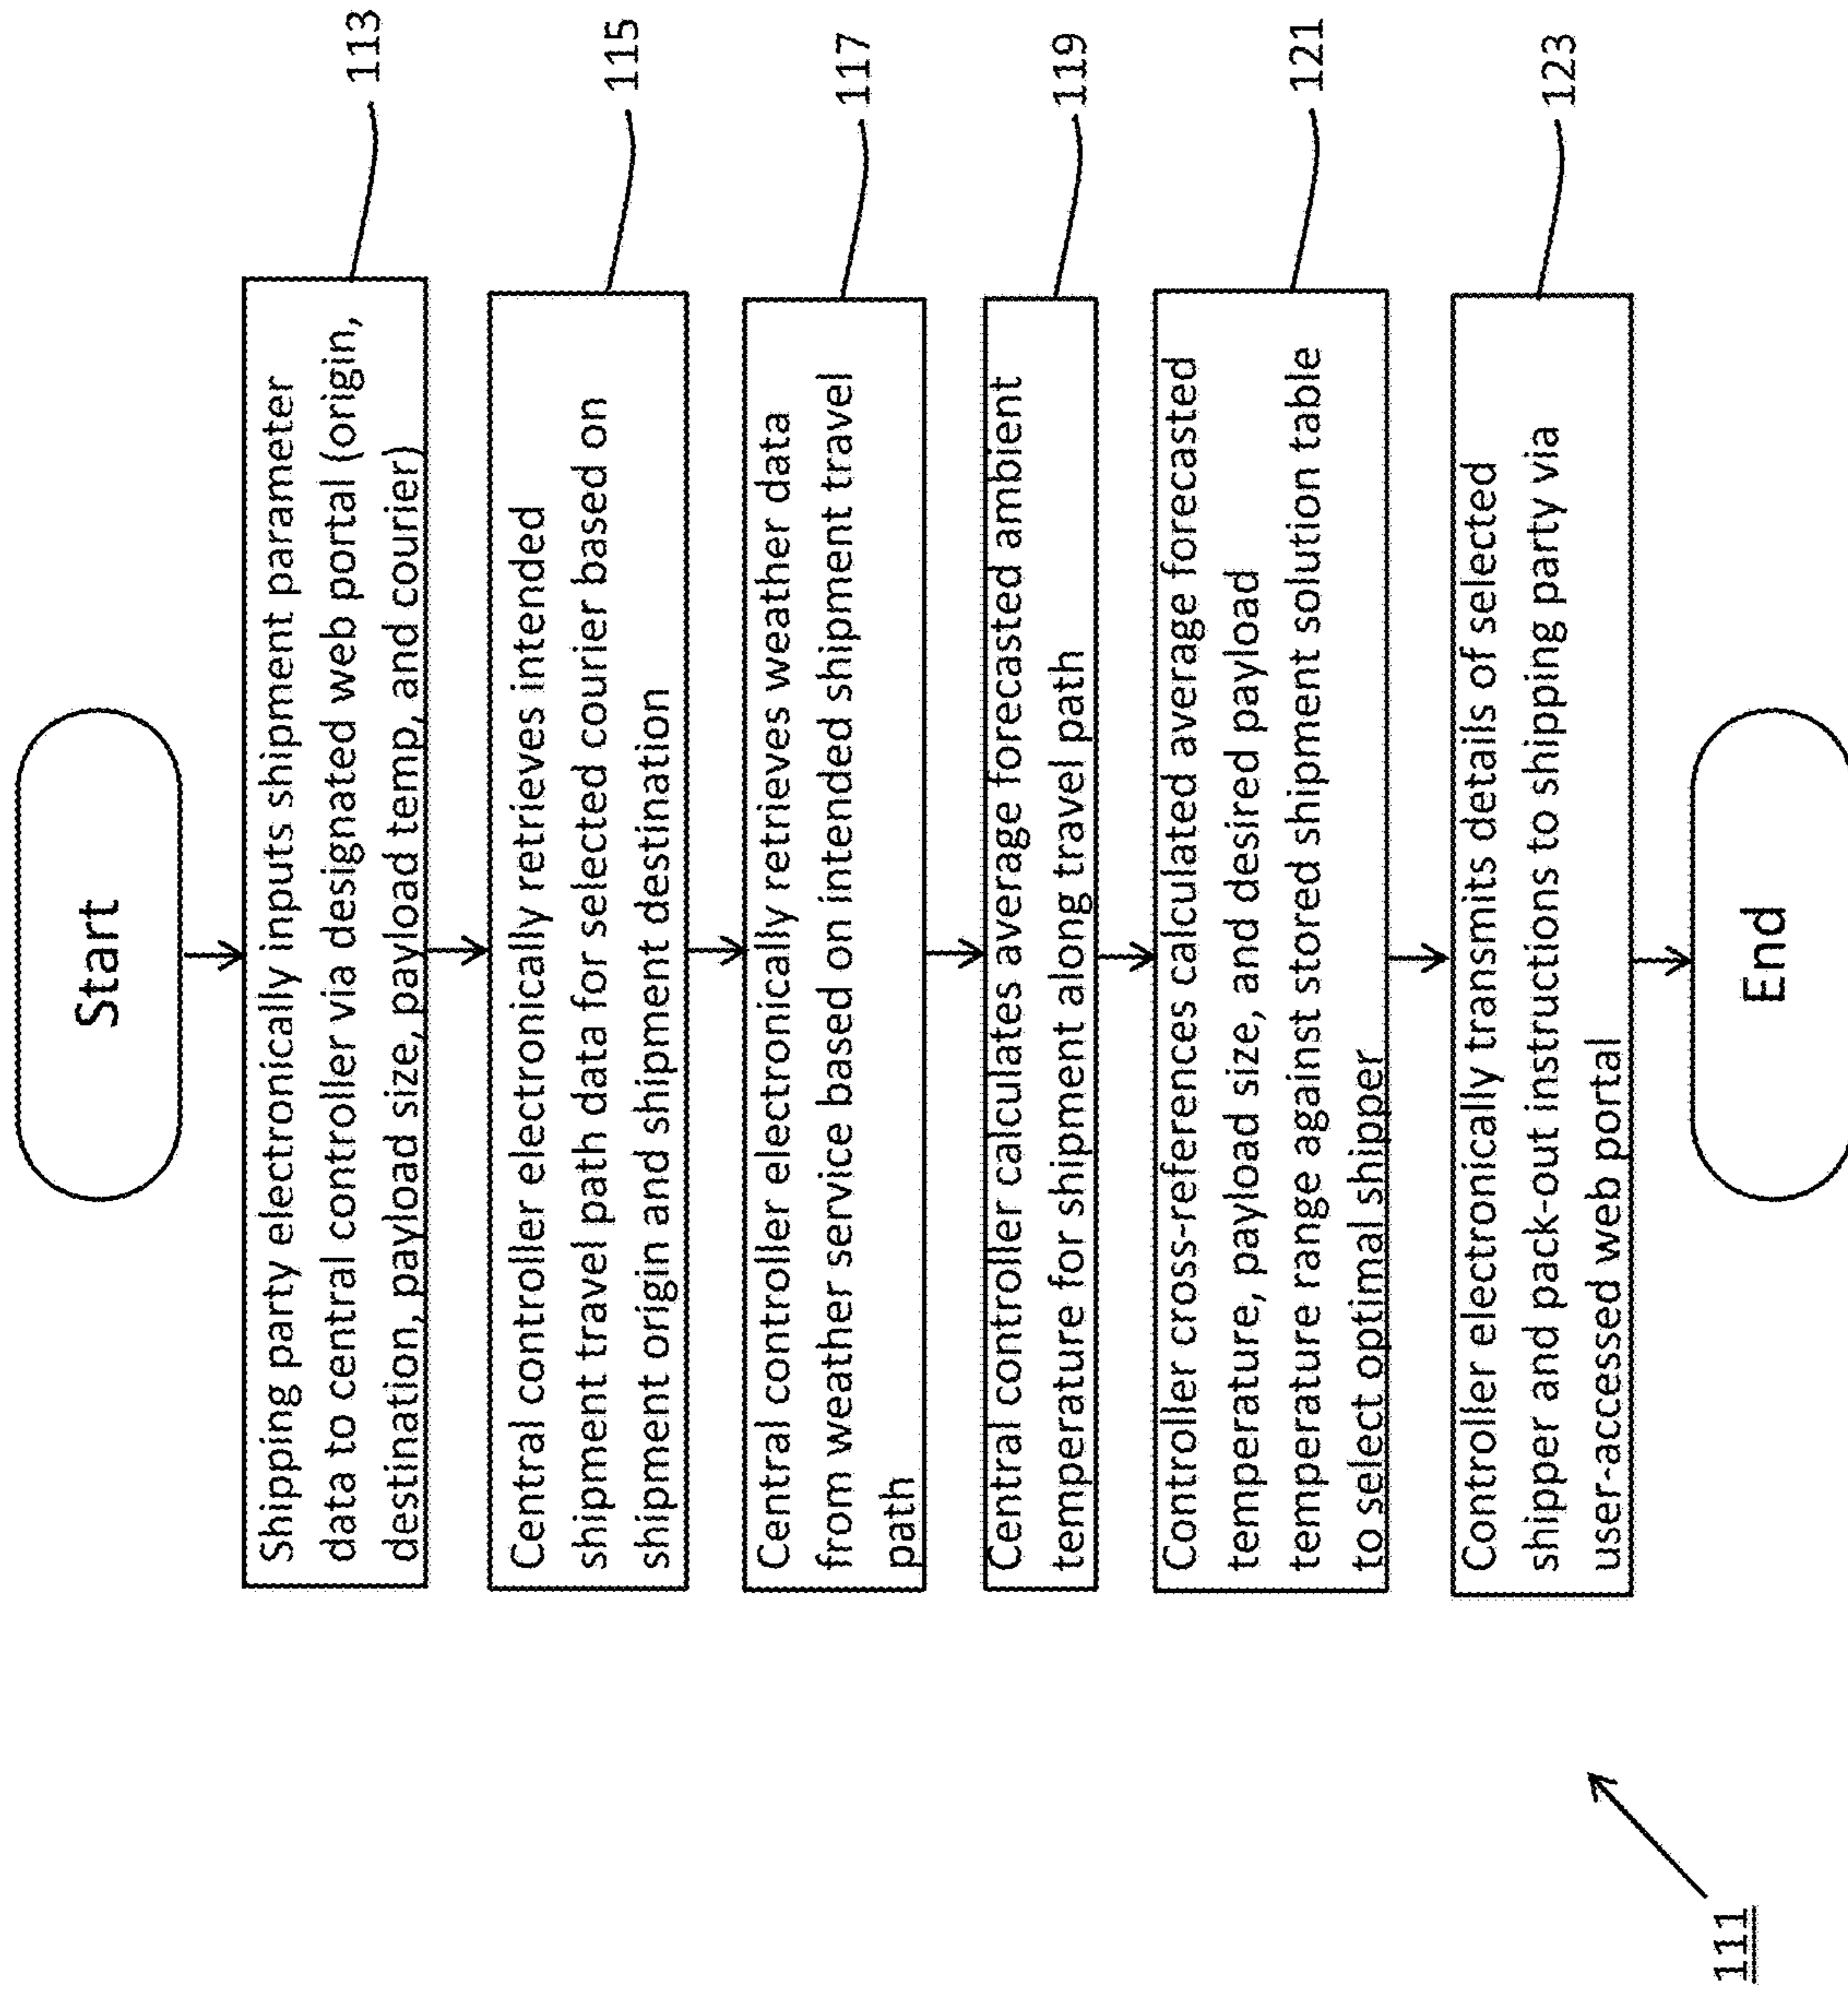 Start
Shipping party electronically inputs shipment parameter
data to central controller via designated web portal (origin,
destination, payload size, payload temp, and courier)
113
Central controller electronically retrieves intended
shipment travel path data for selected courier based on
shipment origin and shipment destination
115
Central controller electronically retrieves weather data
from weather service based on intended shipment travel
path
117
Central controller calculates average forecasted ambient
temperature for shipment along travel path
119
Controller cross-references calculated average forecasted
temperature, payload size, and desired payload
temperature range against stored shipment solution table
to select optimal shipper
121
Controller electronically transmits details of selected
shipper and pack-out instructions to shipping party via
user-accessed web portal
123
End
111